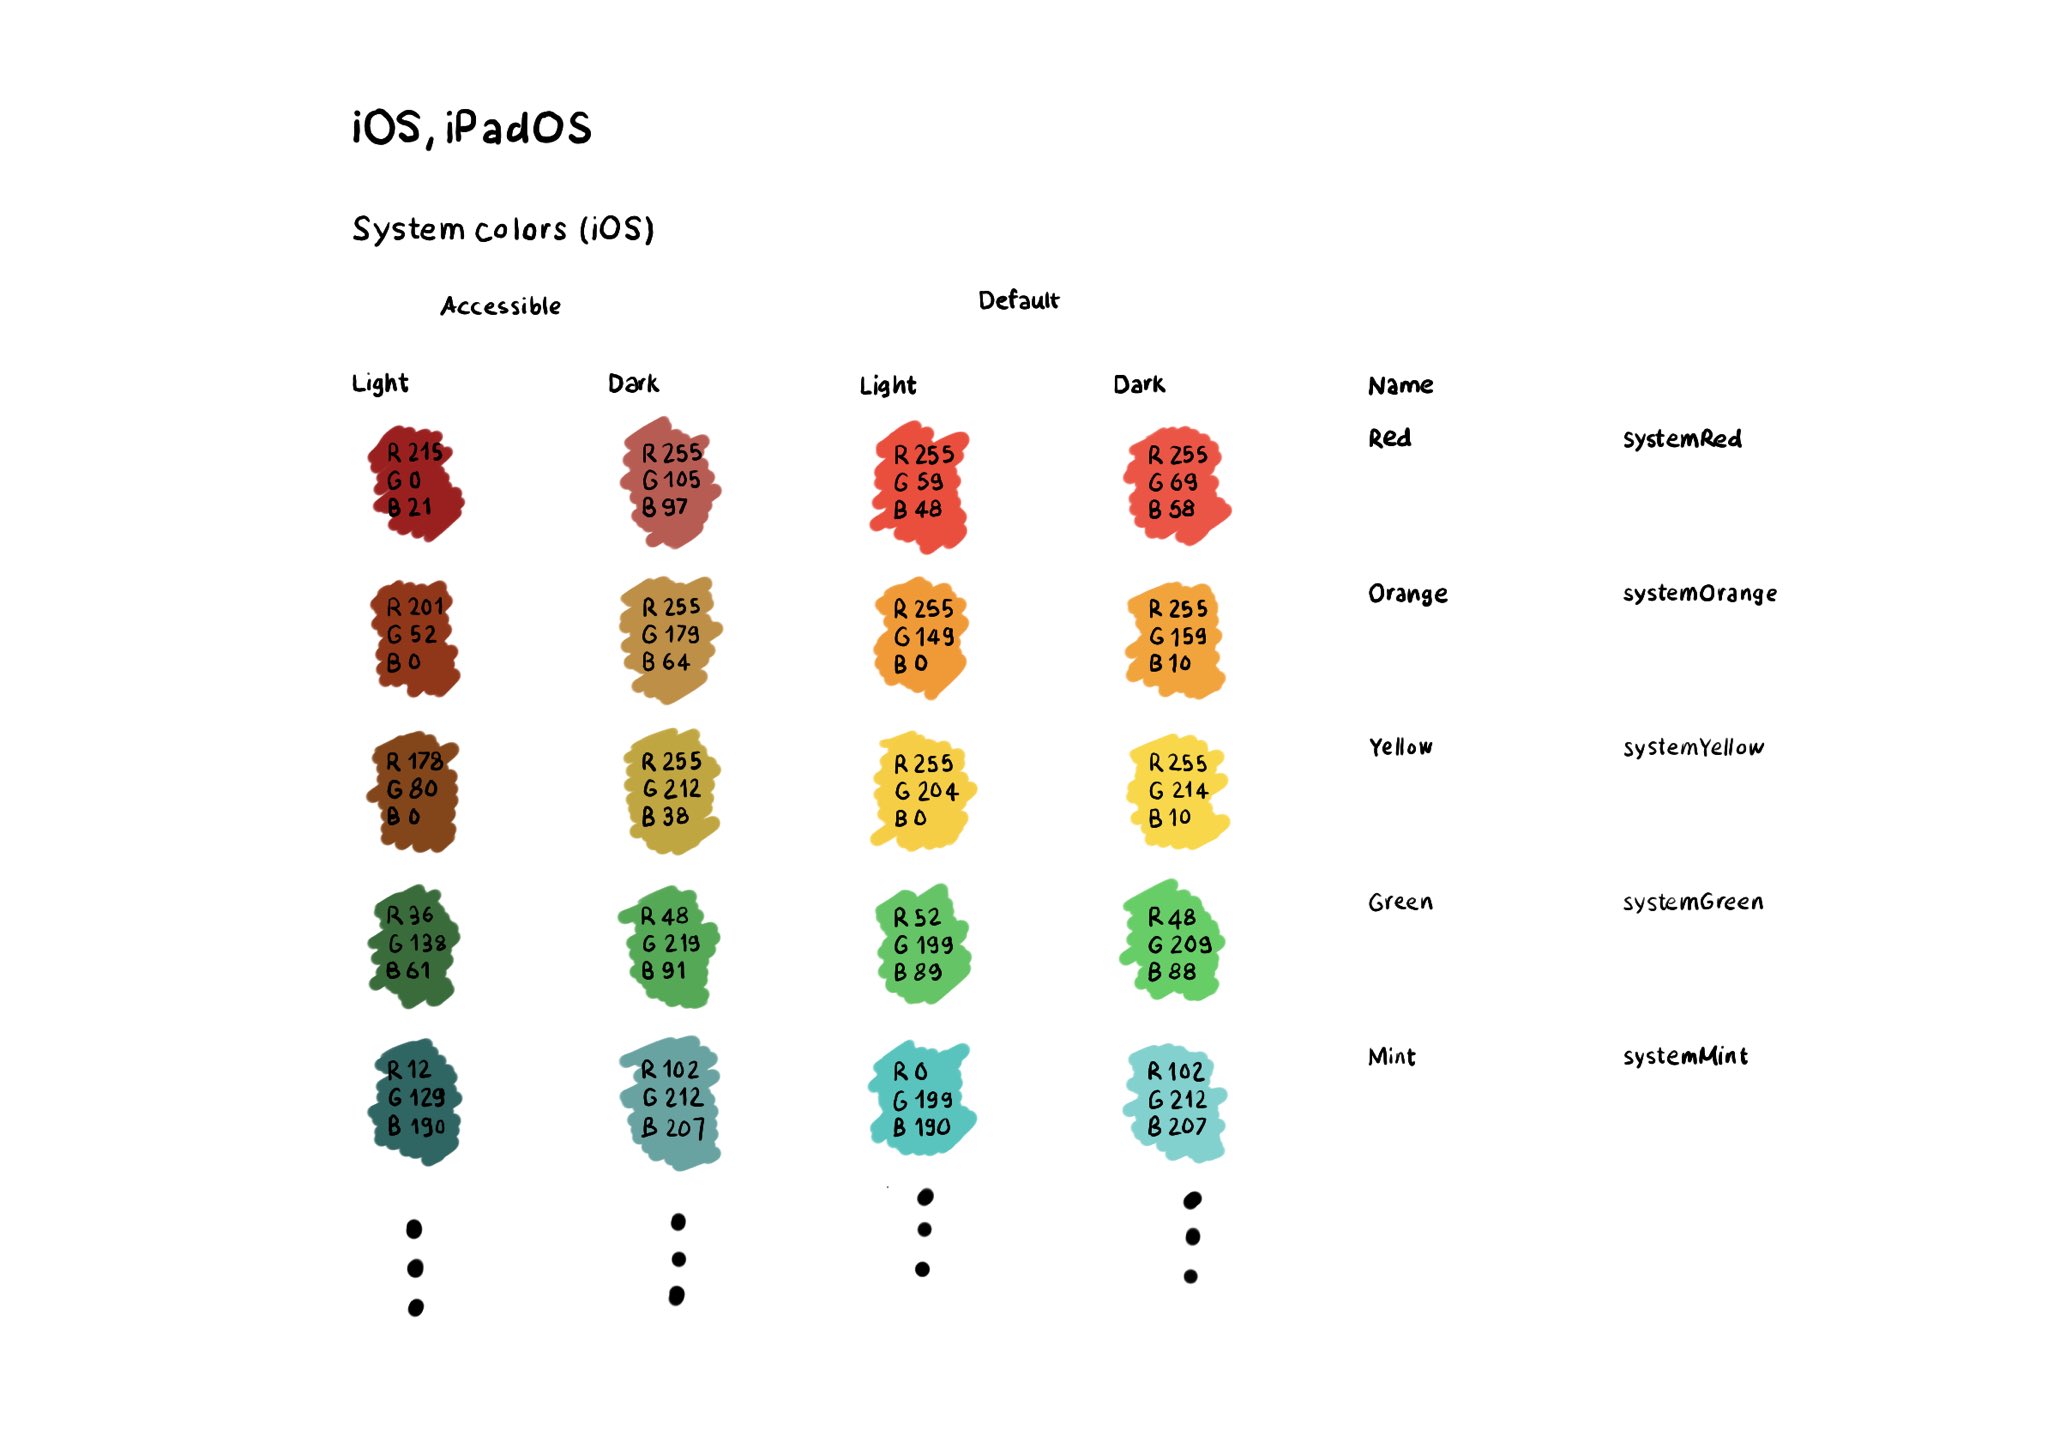 iOS, iPadOS
System colors (iOS)
Accessible Default
Light Dark Light Dark Name
R 215 R 255 R 255 R 255 Red systemRed
G 0 G 105 G 59 G 69
B 21 B 97 B 48 B 58
R 201 R 255 R 255 R 255 Orange systemOrange
G 52 G 179 G 149 G 159
B 0 B 64 B 0 B 10
R 178 R 255 R 255 R 255 Yellow systemYellow
G 80 G 212 G 204 G 214
B 0 B 38 B 0 B 10
R 36 R 48 R 52 R 48 Green systemGreen
G 138 G 219 G 199 G 209
B 61 B 91 B 89 B 88
R 12 R 102 R 0 R 102 Mint systemMint
G 129 G 212 G 199 G 212
B 190 B 207 B 190 B 207